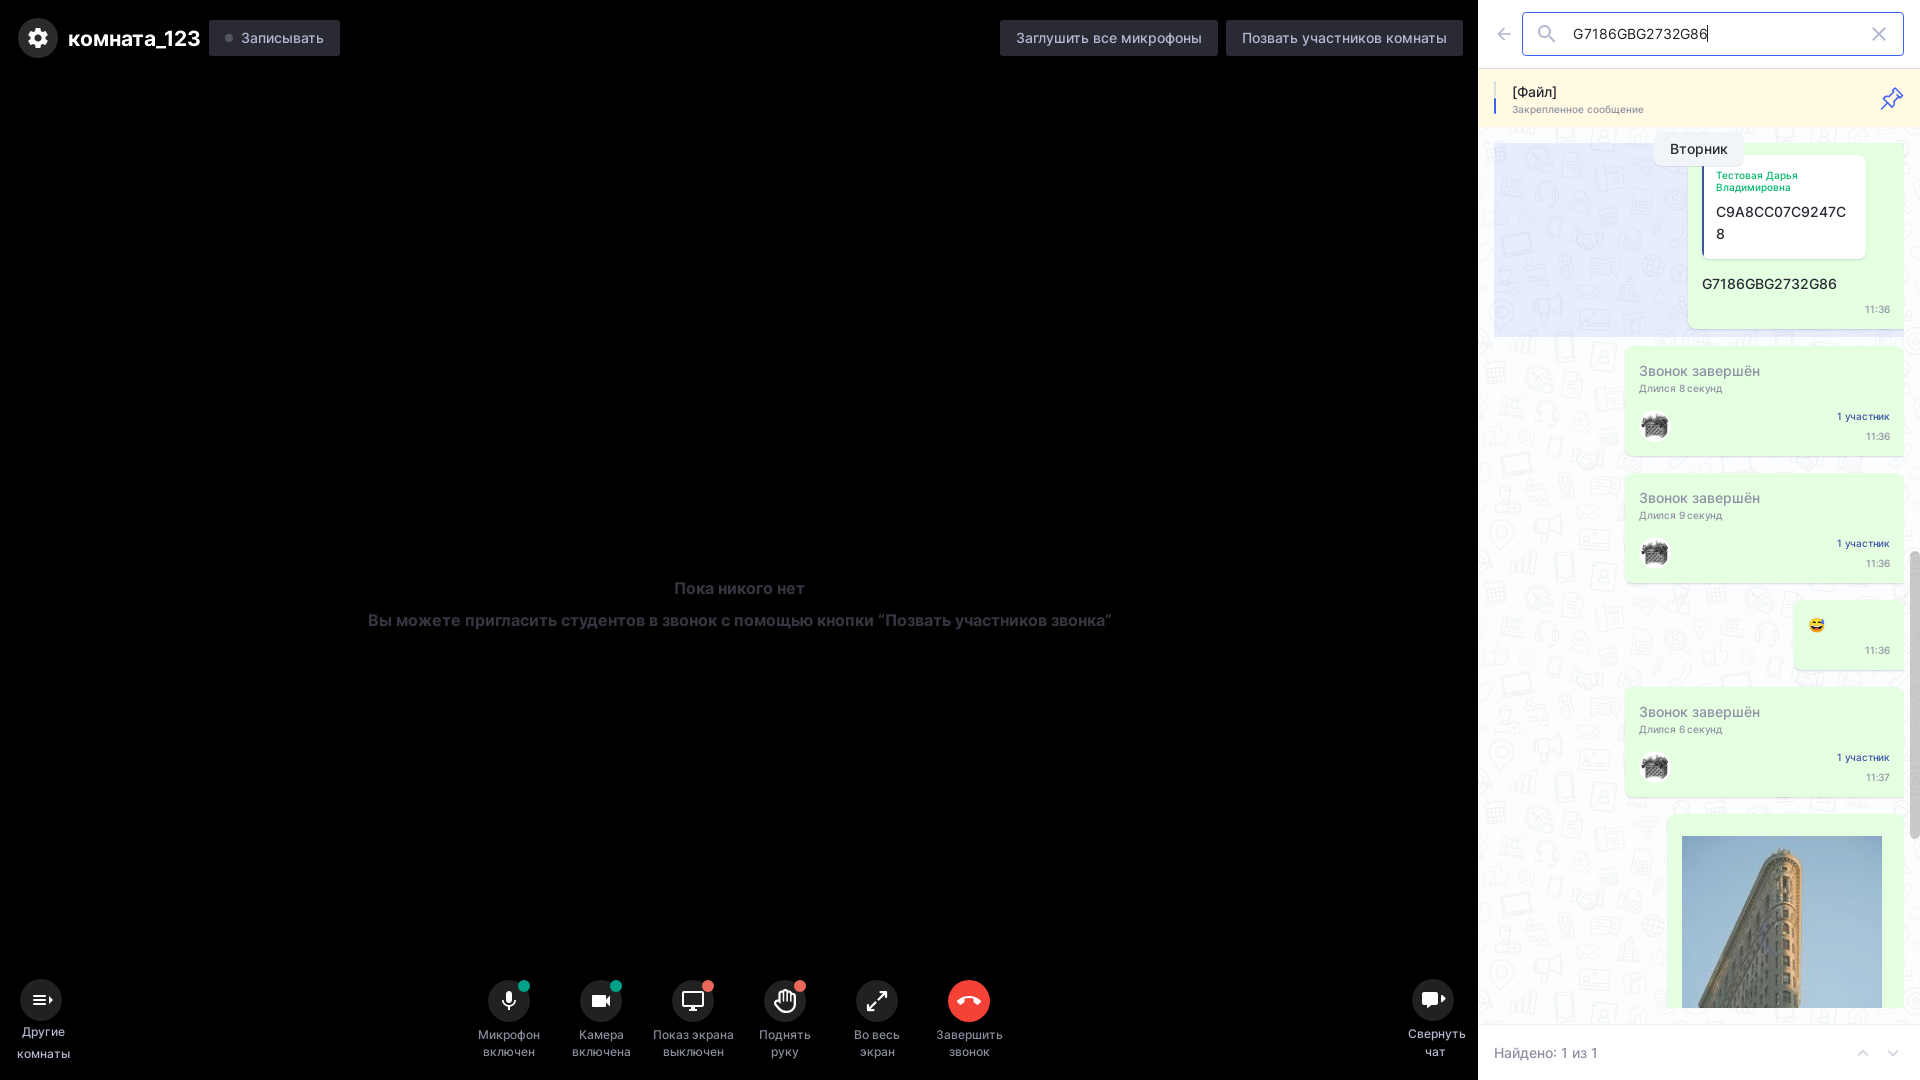 комната_123
Записывать
Заглушить все микрофоны
Позвать участников комнаты
G7186GBG2732G86
[Файл]
Закрепленное сообщение
Вторник
Тестовая Дарья
Владимировна
C9A8CC07C9247C
8
G7186GBG2732G86
11:36
Звонок завершён
Длился 8 секунд
1 участник
11:36
Звонок завершён
Длился 9 секунд
1 участник
11:36
11:36
Звонок завершён
Длился 6 секунд
1 участник
11:37
Найдено: 1 из 1
Пока никого нет
Вы можете пригласить студентов в звонок с помощью кнопки “Позвать участников звонка”
Другие
комнаты
Микрофон
включен
Камера
включена
Показ экрана
выключен
Поднять
руку
Во весь
экран
Завершить
звонок
Свернуть
чат